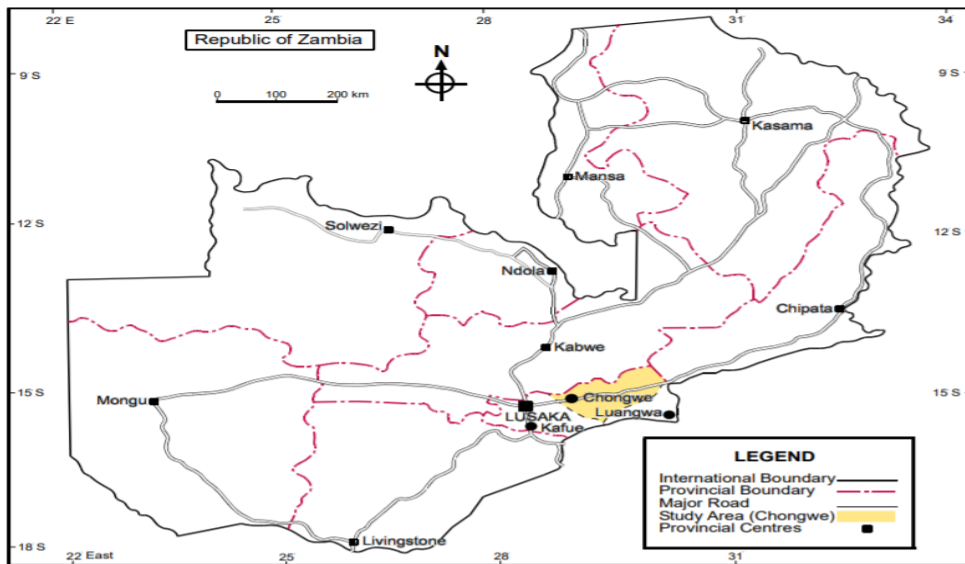 22 E 25 28 31 34
Republic of Zambia
N
9 S 9 S
0 100 200 km
Kasama
Mansa
12 S Solwezi 12 S
Ndola
Chipata
Kabwe
15 S Mongu Chongwe 15 S
LUSAKA Luangwa
Kafue
LEGEND
International Boundary
Provincial Boundary
Major Road
Study Area (Chongwe)
Provincial Centres
Livingstone
18 S
22 East 25 28 31